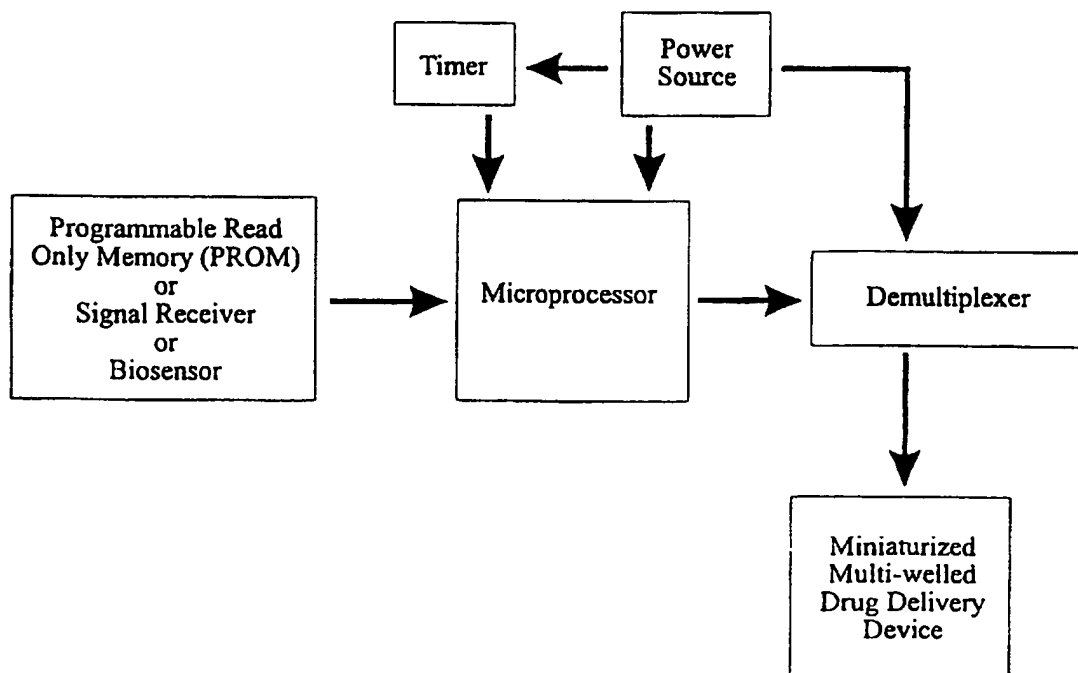 Timer
Power
Source
Programmable Read
Only Memory (PROM)
or
Signal Receiver
or
Biosensor
Microprocessor
Demultiplexer
Miniaturized
Multi-welled
Drug Delivery
Device